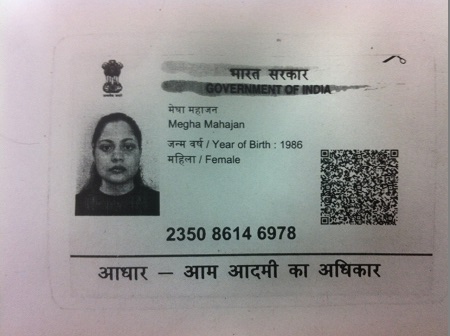 भारत सरकार
GOVERNMENT OF INDIA
मेघा महाजन
Megha Mahajan
जन्म वर्ष / Year of Birth : 1986
महिला / Female
2350 8614 6978
आधार – आम आदमी का अधिकार